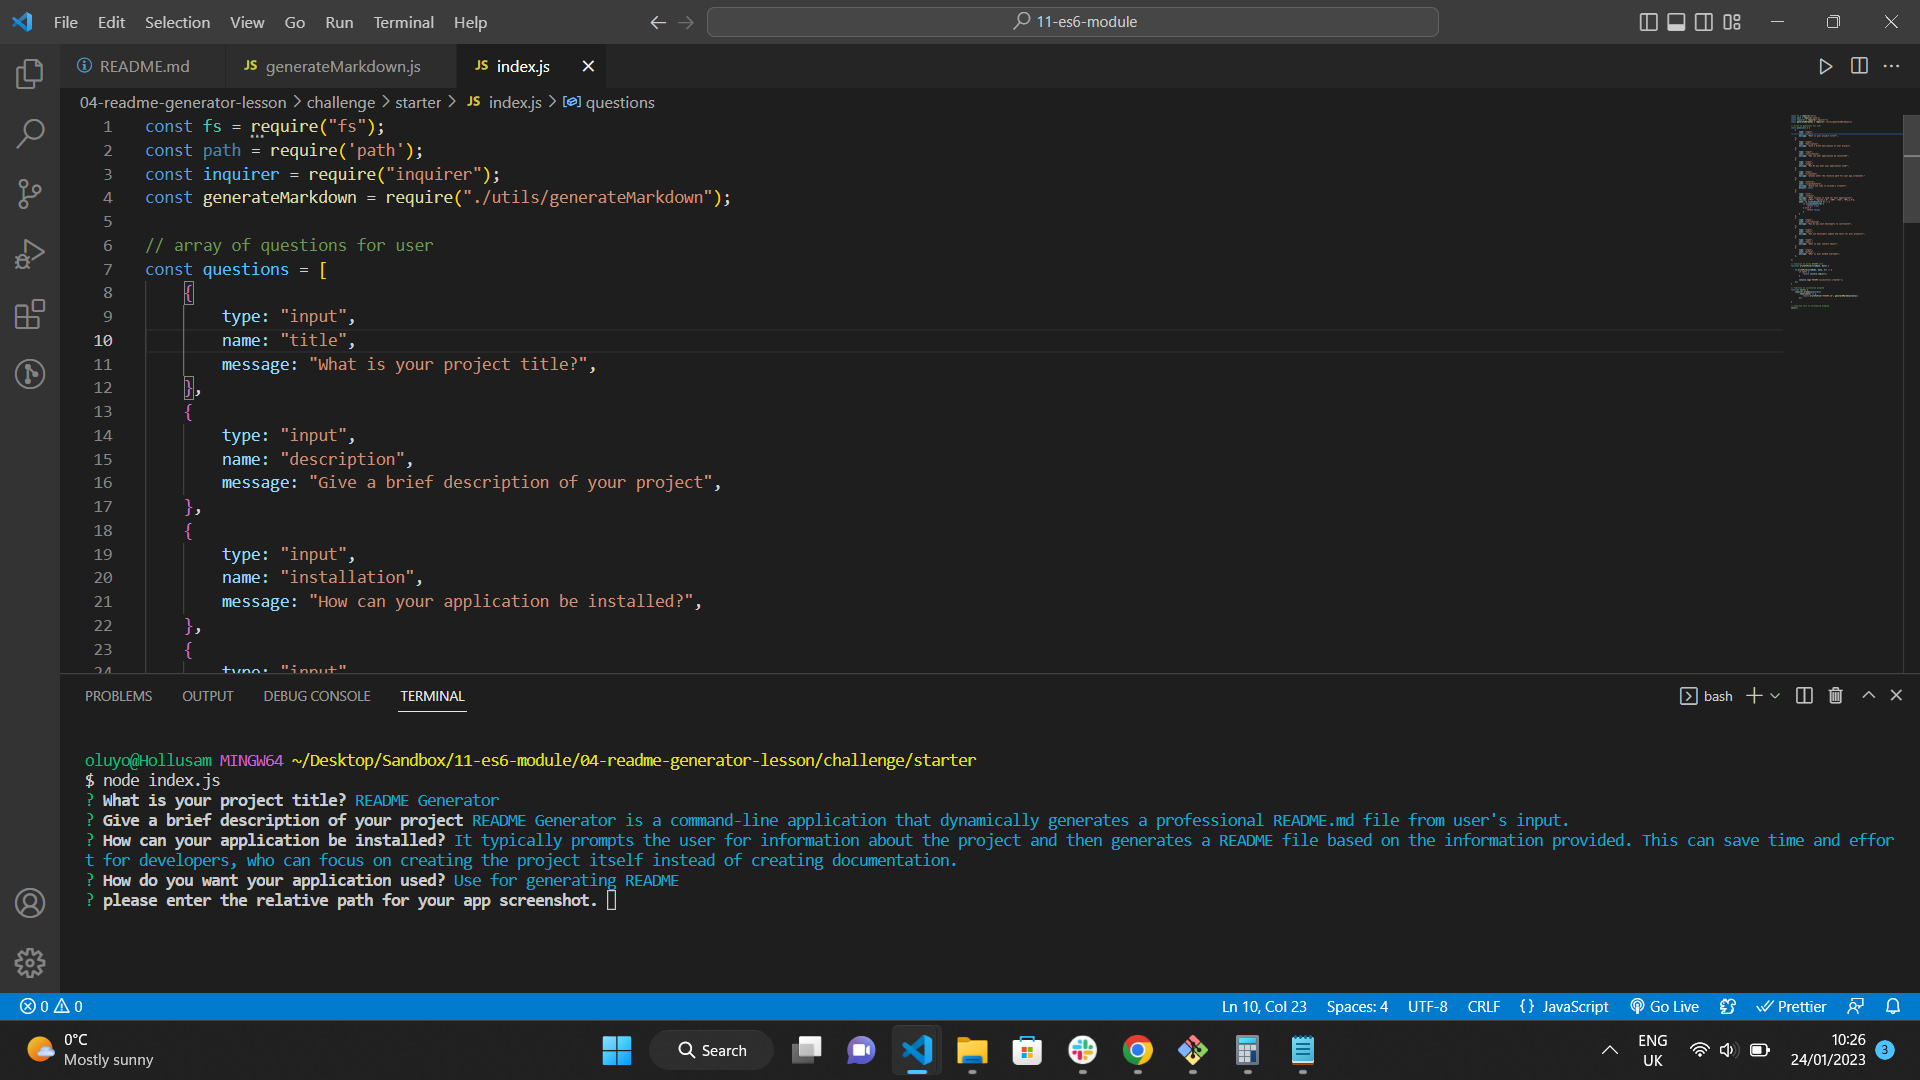 File Edit Selection View Go Run Terminal Help
11-es6-module
README.md
JS generateMarkdown.js
JS index.js
04-readme-generator-lesson > challenge > starter > JS index.js > questions
1 const fs = require("fs");
2 const path = require('path');
3 const inquirer = require("inquirer");
4 const generateMarkdown = require("./utils/generateMarkdown");
5
6 // array of questions for user
7 const questions = [
8 {
9 type: "input",
10 name: "title",
11 message: "What is your project title?",
12 },
13 {
14 type: "input",
15 name: "description",
16 message: "Give a brief description of your project",
17 },
18 {
19 type: "input",
20 name: "installation",
21 message: "How can your application be installed?",
22 },
23 {
24 type: "input"
PROBLEMS OUTPUT DEBUG CONSOLE TERMINAL
bash
oluyo@Hollusam MINGW64 ~/Desktop/Sandbox/11-es6-module/04-readme-generator-lesson/challenge/starter
$ node index.js
? What is your project title? README Generator
? Give a brief description of your project README Generator is a command-line application that dynamically generates a professional README.md file from user's input.
? How can your application be installed? It typically prompts the user for information about the project and then generates a README file based on the information provided. This can save time and effor
t for developers, who can focus on creating the project itself instead of creating documentation.
? How do you want your application used? Use for generating README
? please enter the relative path for your app screenshot.
0 0
Ln 10, Col 23 Spaces: 4 UTF-8 CRLF {} JavaScript Go Live Prettier
0°C
Mostly sunny
Search
ENG
UK
10:26
24/01/2023
3